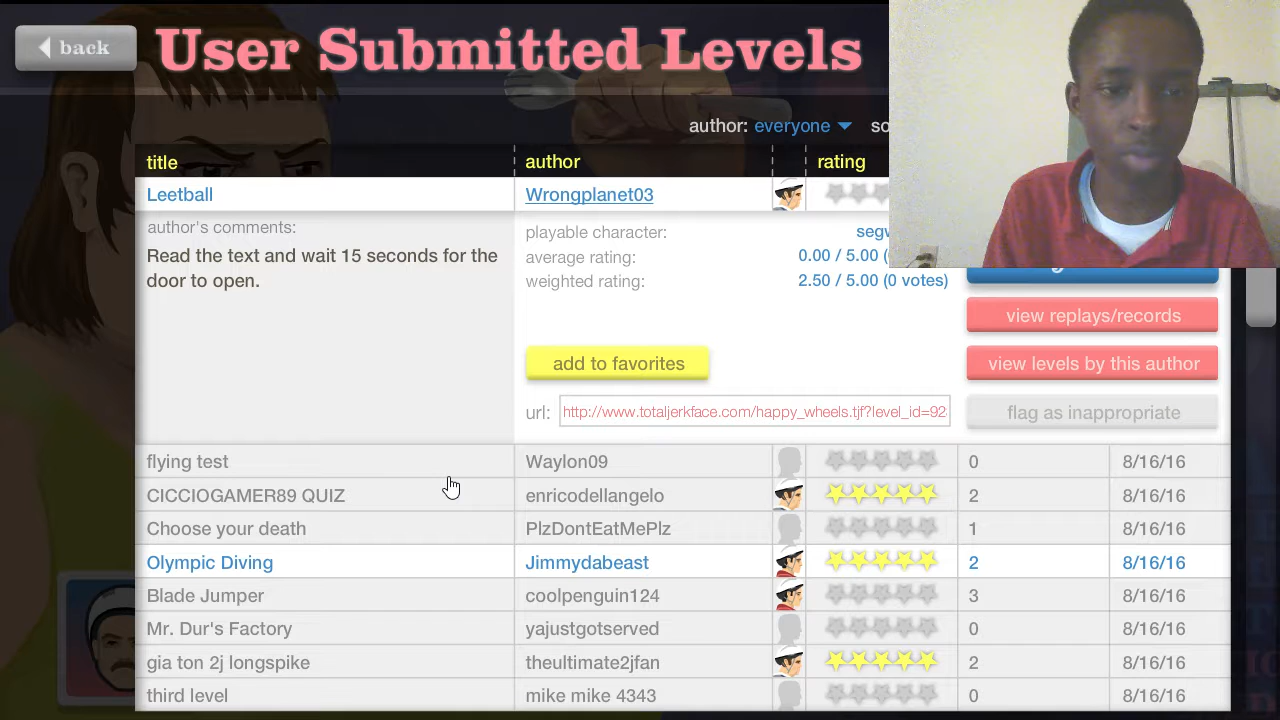 back
User Submitted Levels
author: everyone so
title author rating
Leetball Wrongplanet03
author's comments:
Read the text and wait 15 seconds for the
door to open.
playable character: segw
average rating: 0.00 / 5.00 (
weighted rating: 2.50 / 5.00 (0 votes)
view replays/records
add to favorites
view levels by this author
url: http://www.totaljerkface.com/happy_wheels.tjf?level_id=92
flag as inappropriate
flying test Waylon09 0 8/16/16
CICCIOGAMER89 QUIZ enricodellangelo 2 8/16/16
Choose your death PlzDontEatMePlz 1 8/16/16
Olympic Diving Jimmydabeast 2 8/16/16
Blade Jumper coolpenguin124 3 8/16/16
Mr. Dur's Factory yajustgotserved 0 8/16/16
gia ton 2j longspike theultimate2jfan 2 8/16/16
third level mike mike 4343 0 8/16/16